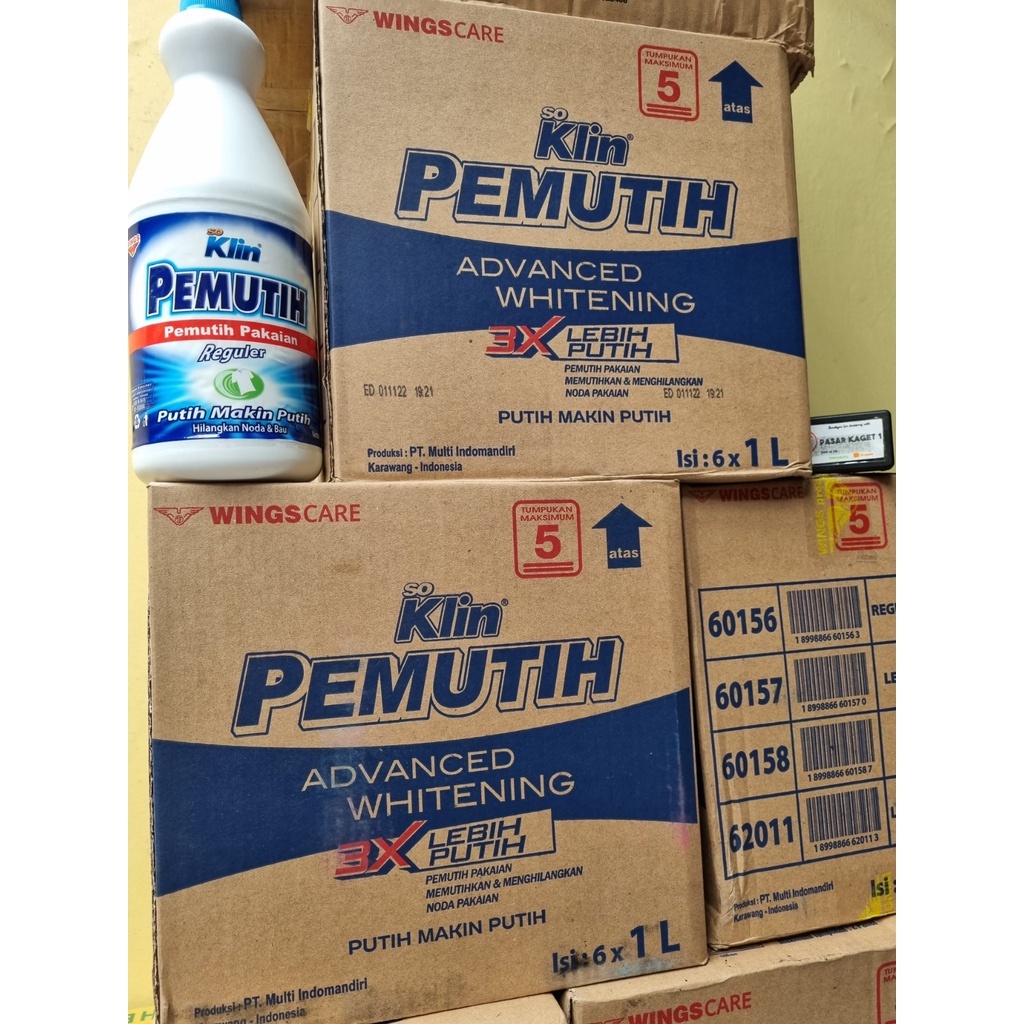 WINGSCARE
TUMPUKAN
MAKSIMUM
5
atas
SO
Klin®
PEMUTIH
ADVANCED
WHITENING
3X LEBIH
PUTIH
PEMUTIH PAKAIAN
MEMUTIHKAN & MENGHILANGKAN
NODA PAKAIAN
ED 011122 19:21
ED 011122 19:21
PUTIH MAKIN PUTIH
Produksi : PT. Multi Indomandiri
Karawang - Indonesia
Isi : 6 x 1 L
SO
Klin®
PEMUTIH
Pemutih Pakaian
Reguler
Putih Makin Putih
Hilangkan Noda & Bau
PASAR KAGET 1
WINGSCARE
TUMPUKAN
MAKSIMUM
5
atas
SO
Klin®
PEMUTIH
ADVANCED
WHITENING
3X LEBIH
PUTIH
PEMUTIH PAKAIAN
MEMUTIHKAN & MENGHILANGKAN
NODA PAKAIAN
PUTIH MAKIN PUTIH
Isi : 6 x 1 L
Produksi : PT. Multi Indomandiri
Indonesia
WINGSCARE
5
60156
1 8998866 60156 3
60157
1 8998866 60157 0
60158
1 8998866 60158 7
62011
1 8998866 62011 3
Produksi : PT. Multi Indomandiri
Karawang - Indonesia
Isi :
WINGSCARE
TUMPUKAN
MAKSIMUM